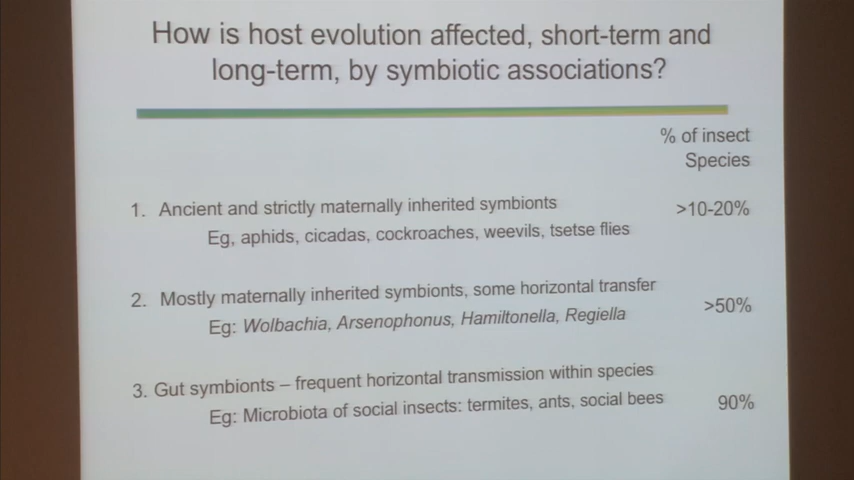 How is host evolution affected, short-term and
long-term, by symbiotic associations?
% of insect
Species
1. Ancient and strictly maternally inherited symbionts
>10-20%
Eg, aphids, cicadas, cockroaches, weevils, tsetse flies
2. Mostly maternally inherited symbionts, some horizontal transfer
>50%
Eg: Wolbachia, Arsenophonus, Hamiltonella, Regiella
3. Gut symbionts – frequent horizontal transmission within species
90%
Eg: Microbiota of social insects: termites, ants, social bees